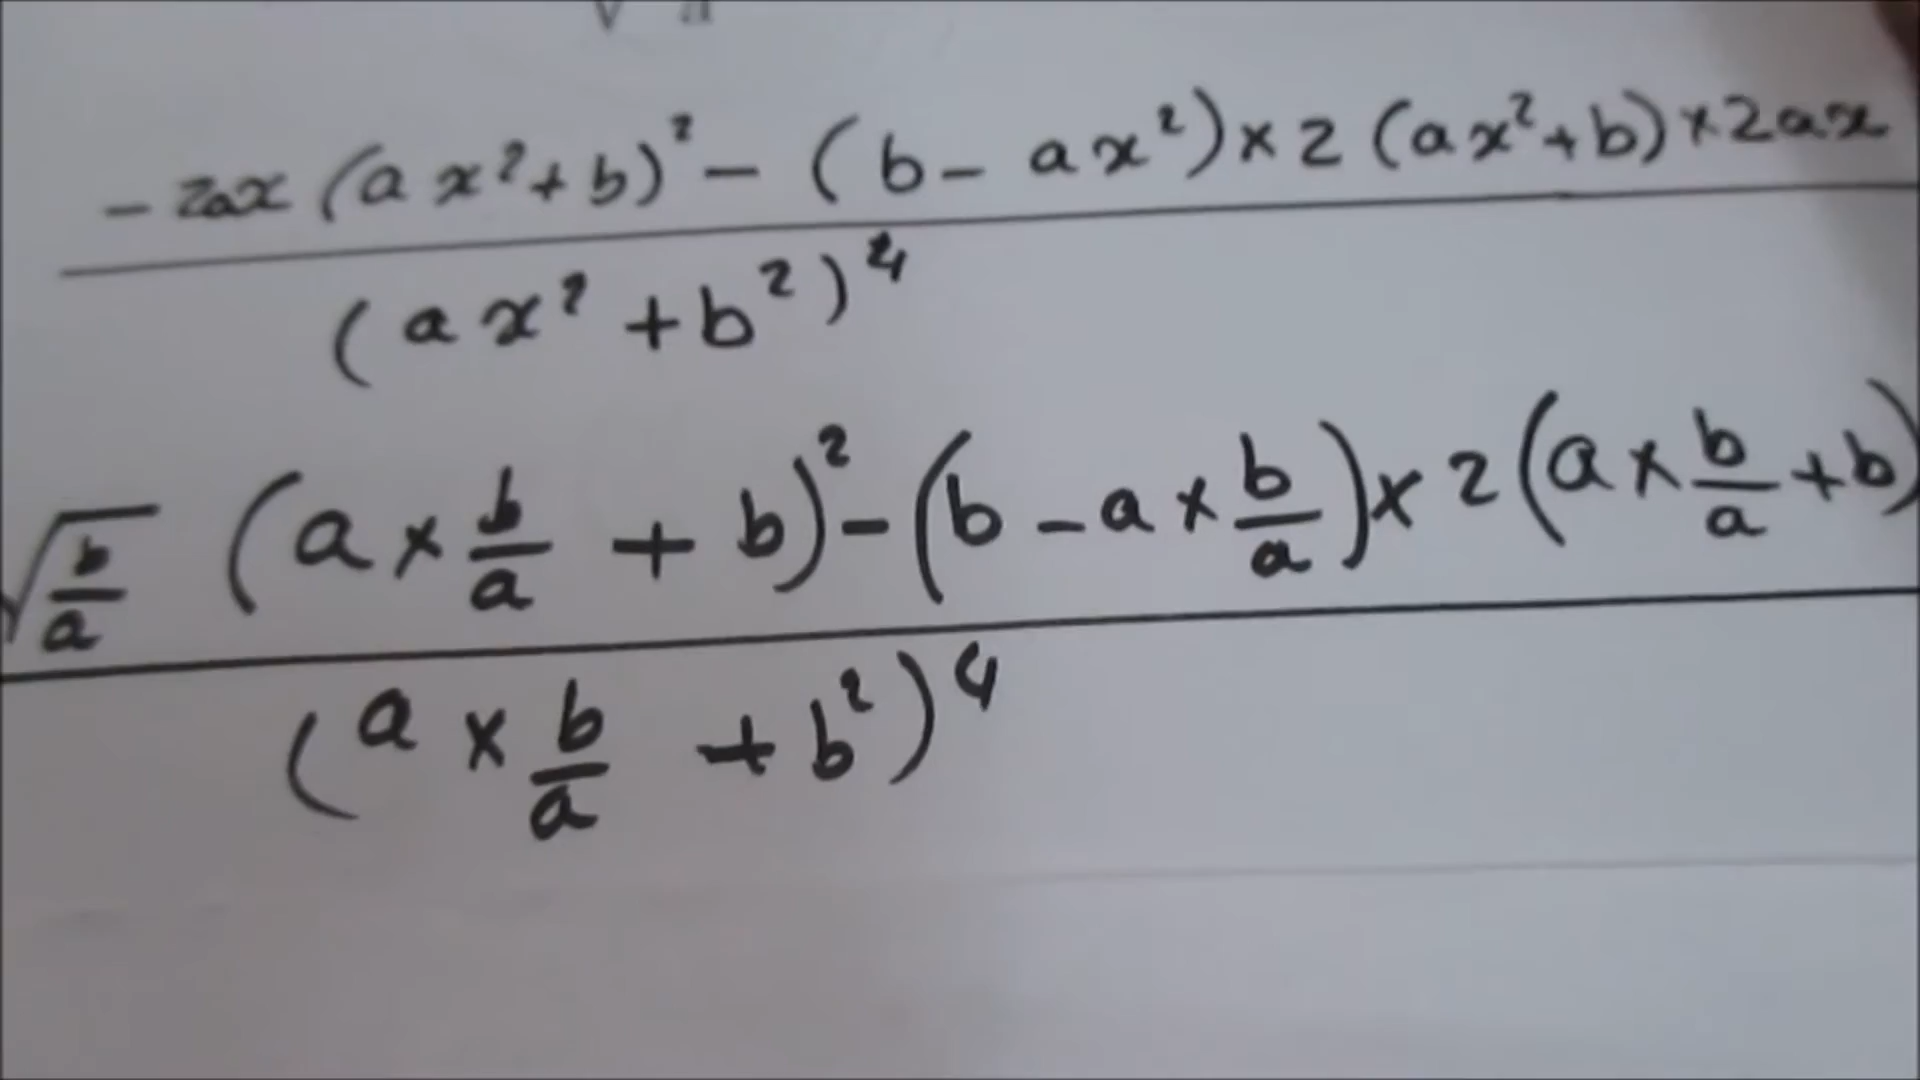 - 2ax (ax²+b)² - (b - ax²) × 2 (ax²+b) × 2ax
(ax² + b²)⁴
√b/a (a × b/a + b)² - (b - a × b/a) × 2 (a × b/a + b)
(a × b/a + b²)⁴